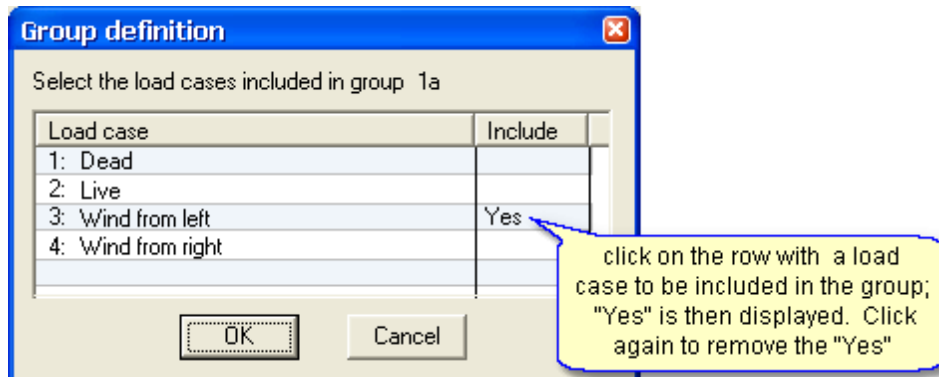 Group definition
Select the load cases included in group 1a
Load case Include
1: Dead
2: Live
3: Wind from left Yes
4: Wind from right
click on the row with a load
case to be included in the group;
"Yes" is then displayed. Click
again to remove the "Yes"
OK Cancel